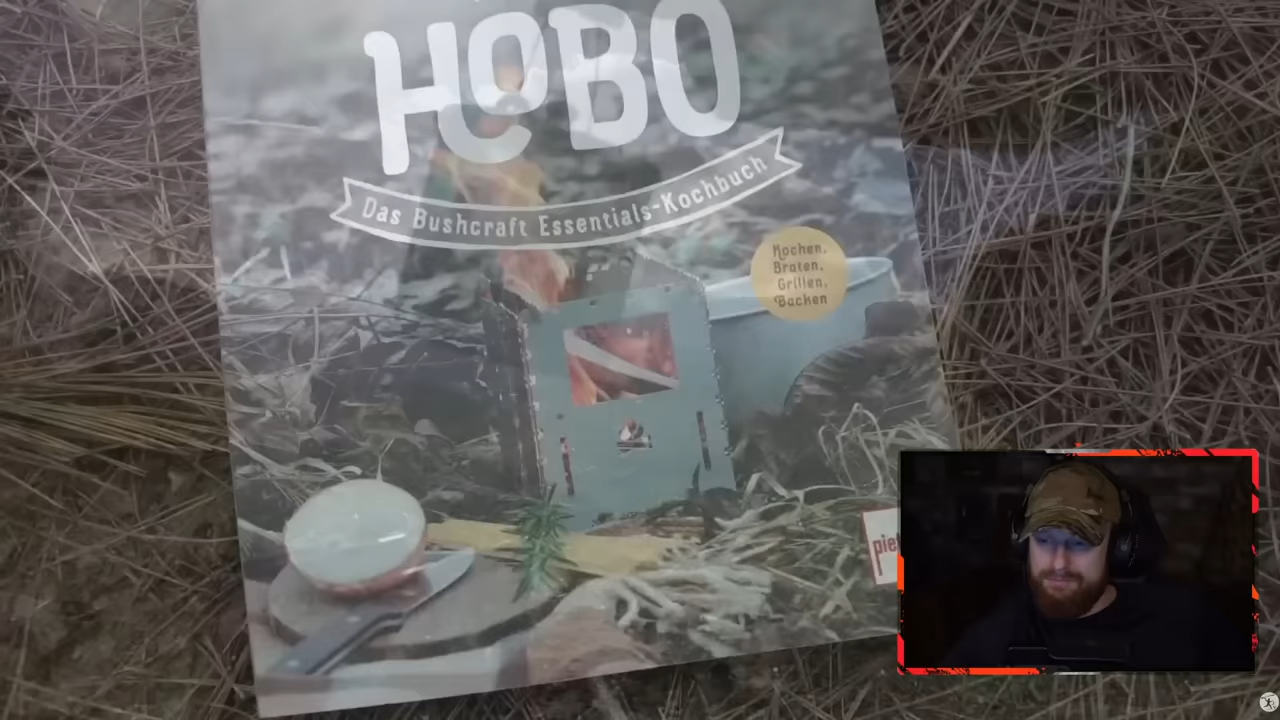 HOBO
Das Bushcraft Essentials-Kochbuch
Kochen,
Braten,
Grillen,
Backen